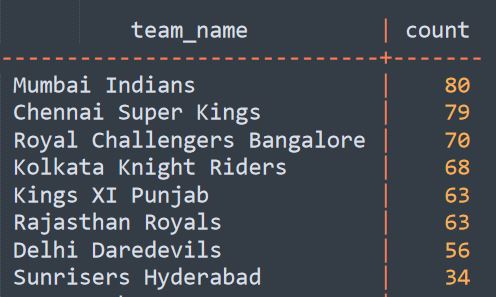 team_name | count
--------------------------+-------
Mumbai Indians | 80
Chennai Super Kings | 79
Royal Challengers Bangalore | 70
Kolkata Knight Riders | 68
Kings XI Punjab | 63
Rajasthan Royals | 63
Delhi Daredevils | 56
Sunrisers Hyderabad | 34